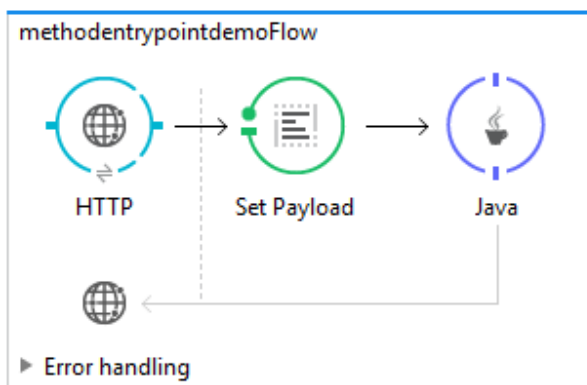 methodentrypointdemoFlow
HTTP
Set Payload
Java
Error handling